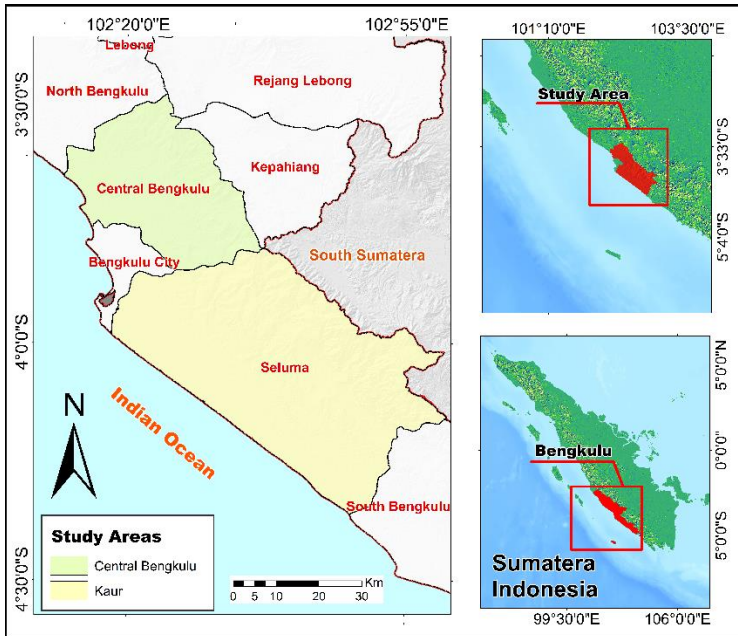 102°20'0"E
102°55'0"E
Lebong
North Bengkulu
Rejang Lebong
3°30'0"S
Kepahiang
Central Bengkulu
South Sumatera
Bengkulu City
4°0'0"S
Seluma
Indian Ocean
N
South Bengkulu
Study Areas
Central Bengkulu
Kaur
Km
0 5 10 20 30
4°30'0"S
101°10'0"E
103°30'0"E
Study Area
3°33'0"S
5°4'0"S
5°0'0"N
0°0'0"
Bengkulu
5°0'0"S
Sumatera
Indonesia
99°30'0"E
106°0'0"E